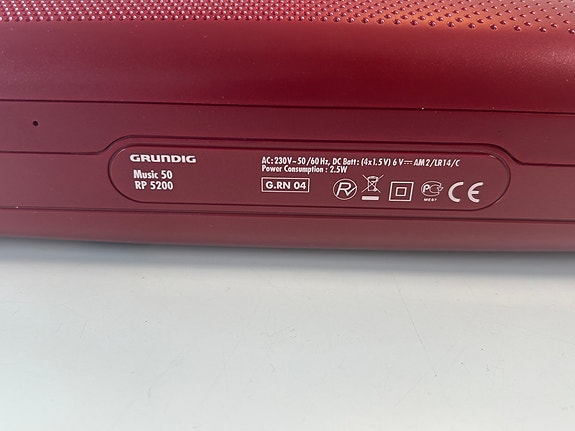 GRUNDIG
Music 50
RP 5200
AC: 230V~50/60 Hz, DC Batt: (4x1.5 V) 6 V⎓ AM2/LR14/C
Power Consumption : 2.5W
G.RN 04
ME67
CE